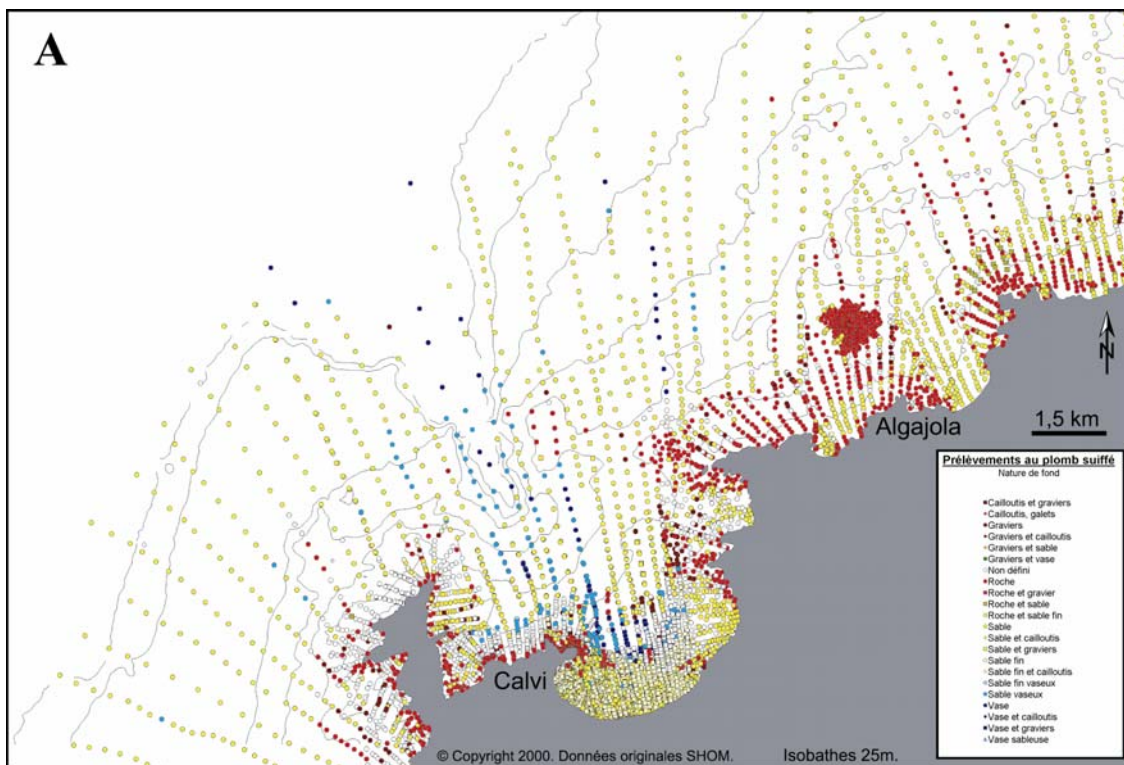 A
N
1,5 km
Algajola
Calvi
Prélèvements au plomb suiffé
Nature de fond
Cailloutis et graviers
Cailloutis, galets
Graviers
Graviers et cailloutis
Graviers et sable
Graviers et vase
Non défini
Roche
Roche et gravier
Roche et sable
Roche et sable fin
Sable
Sable et cailloutis
Sable et graviers
Sable fin
Sable fin et cailloutis
Sable fin vaseux
Sable vaseux
Vase
Vase et cailloutis
Vase et graviers
Vase sableuse
© Copyright 2000. Données originales SHOM.
Isobathes 25m.